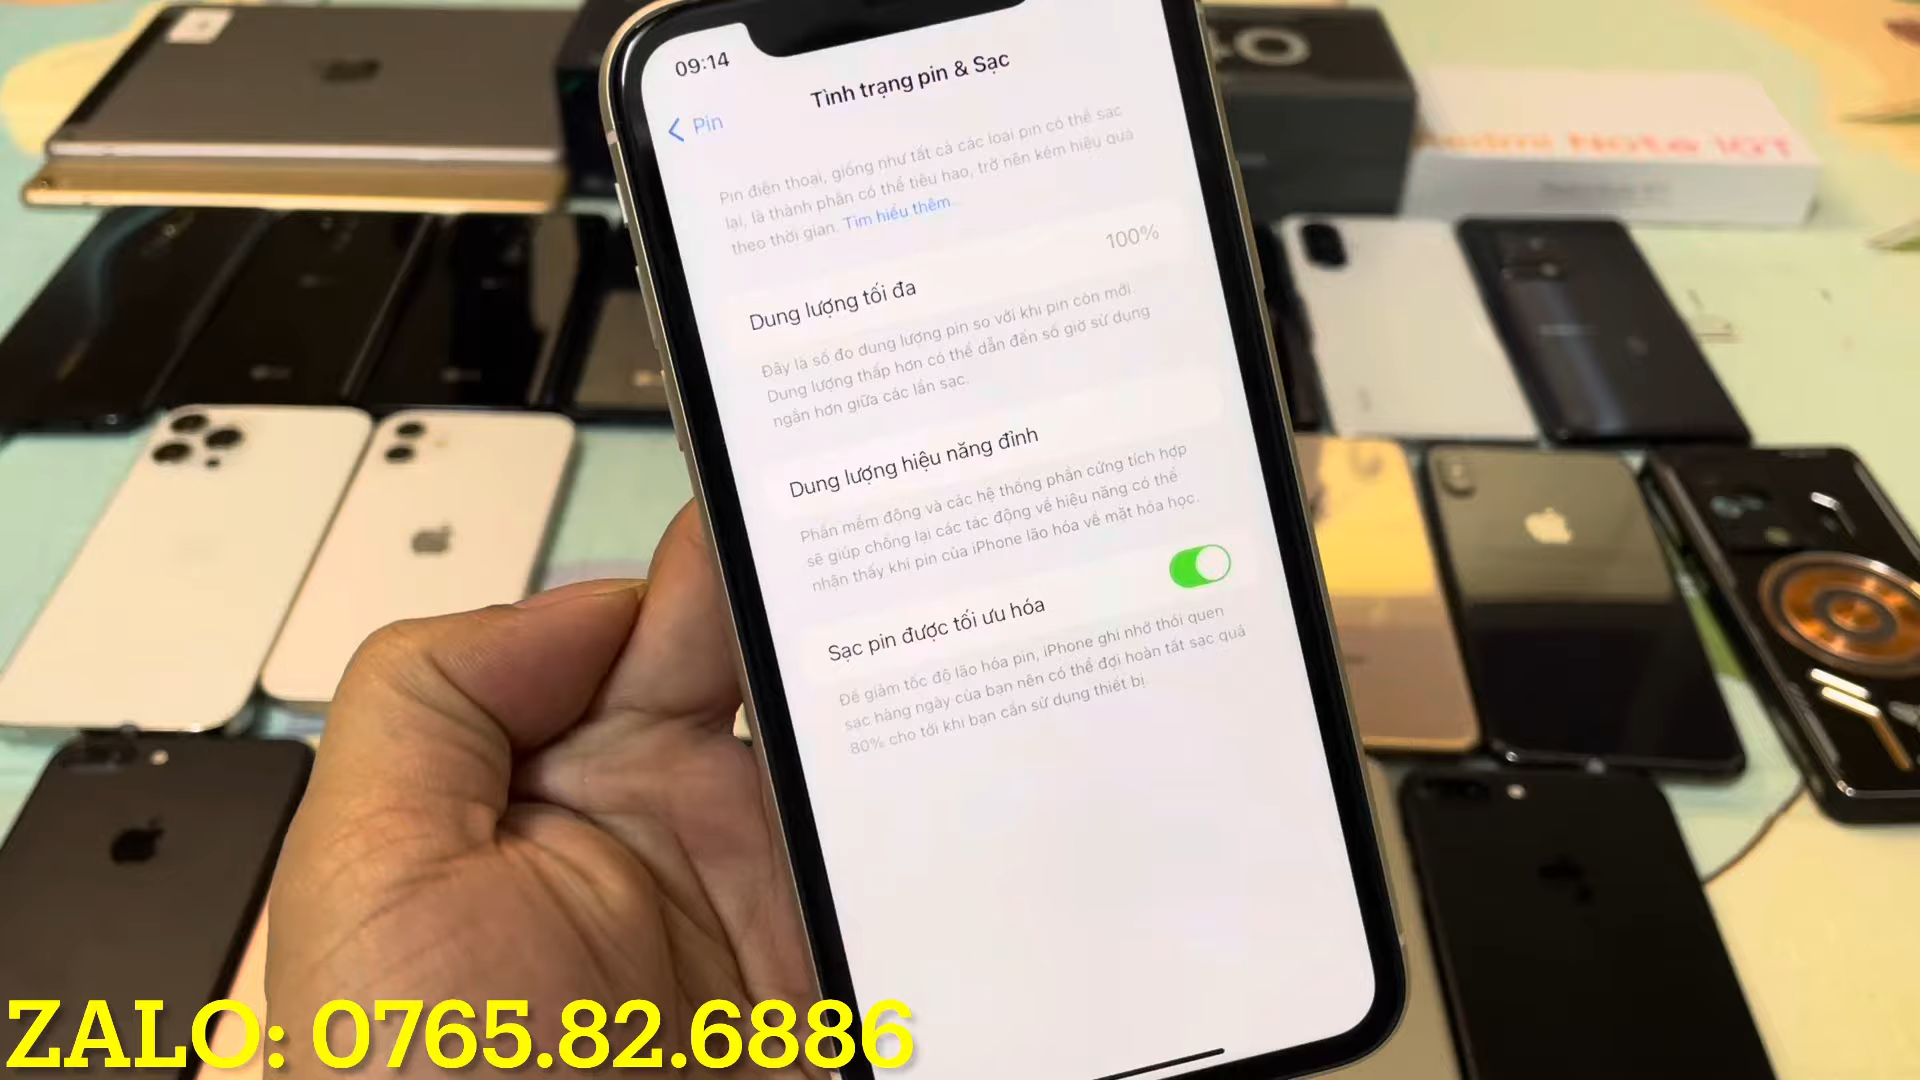 40
Redmi Note 10T
09:14
Tình trạng pin & Sạc
Pin
Pin điện thoại, giống như tất cả các loại pin có thể sạc
lại, là thành phần có thể tiêu hao, trở nên kém hiệu quả
theo thời gian. Tìm hiểu thêm...
Dung lượng tối đa
100%
Đây là số đo dung lượng pin so với khi pin còn mới.
Dung lượng thấp hơn có thể dẫn đến số giờ sử dụng
ngắn hơn giữa các lần sạc.
Dung lượng hiệu năng đỉnh
Phần mềm động và các hệ thống phần cứng tích hợp
sẽ giúp chống lại các tác động về hiệu năng có thể
nhận thấy khi pin của iPhone lão hóa về mặt hóa học.
Sạc pin được tối ưu hóa
Để giảm tốc độ lão hóa pin, iPhone ghi nhớ thói quen
sạc hàng ngày của bạn nên có thể đợi hoàn tất sạc quá
80% cho tới khi bạn cần sử dụng thiết bị.
ZALO: 0765.82.6886